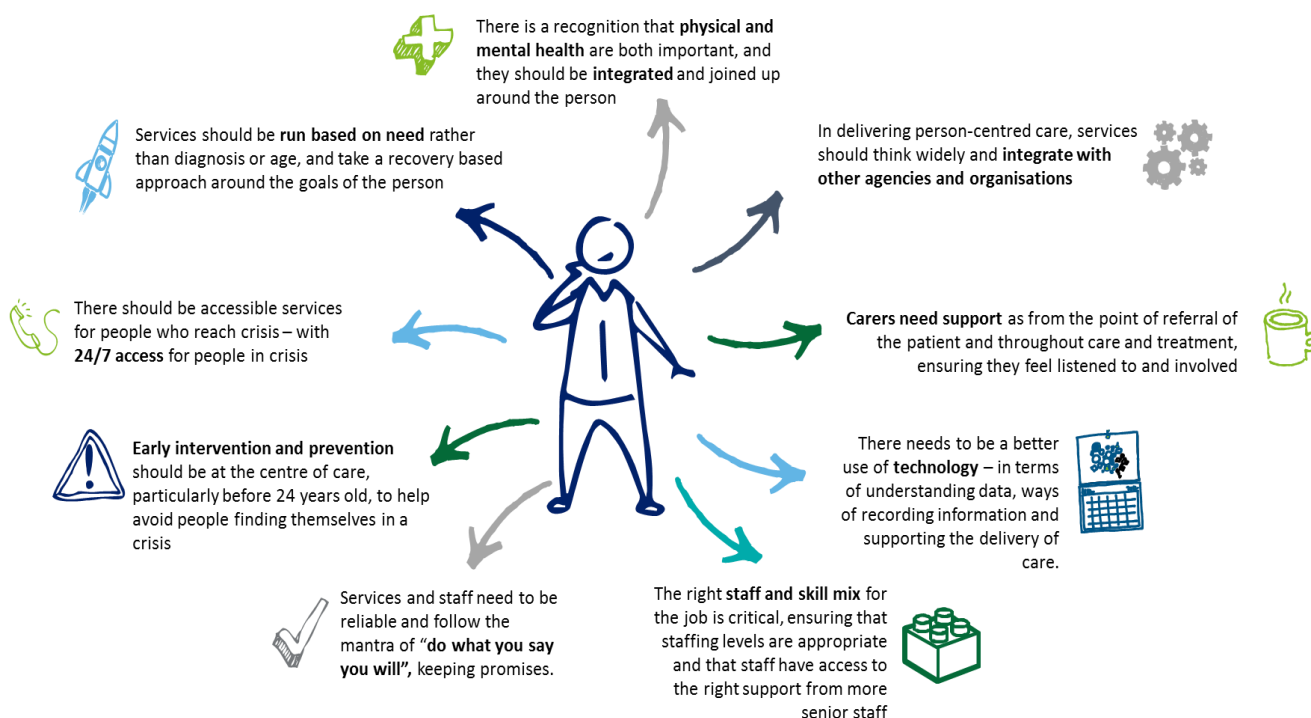 There is a recognition that physical and
mental health are both important, and
they should be integrated and joined up
around the person
Services should be run based on need rather
than diagnosis or age, and take a recovery based
approach around the goals of the person
In delivering person-centred care, services
should think widely and integrate with
other agencies and organisations
There should be accessible services
for people who reach crisis – with
24/7 access for people in crisis
Carers need support as from the point of referral of
the patient and throughout care and treatment,
ensuring they feel listened to and involved
Early intervention and prevention
should be at the centre of care,
particularly before 24 years old, to help
avoid people finding themselves in a
crisis
There needs to be a better
use of technology – in terms
of understanding data, ways
of recording information and
supporting the delivery of
care.
Services and staff need to be
reliable and follow the
mantra of “do what you say
you will”, keeping promises.
The right staff and skill mix for
the job is critical, ensuring that
staffing levels are appropriate
and that staff have access to
the right support from more
senior staff